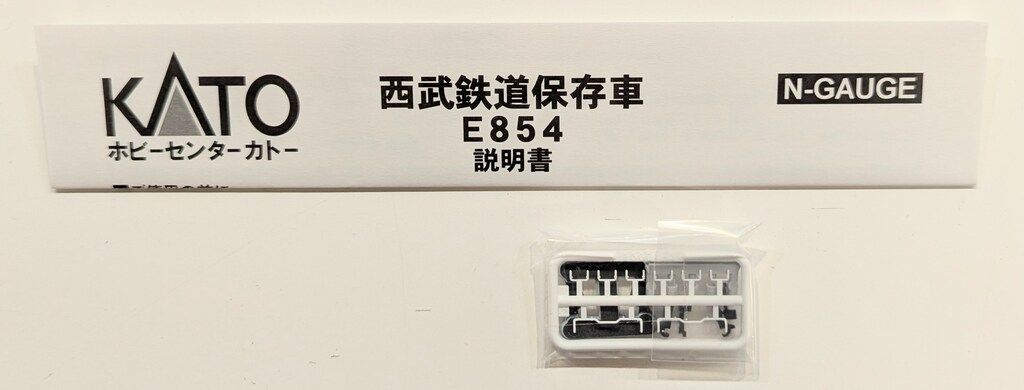 KATO
ホビーセンターカトー
西武鉄道保存車
E854
説明書
N-GAUGE